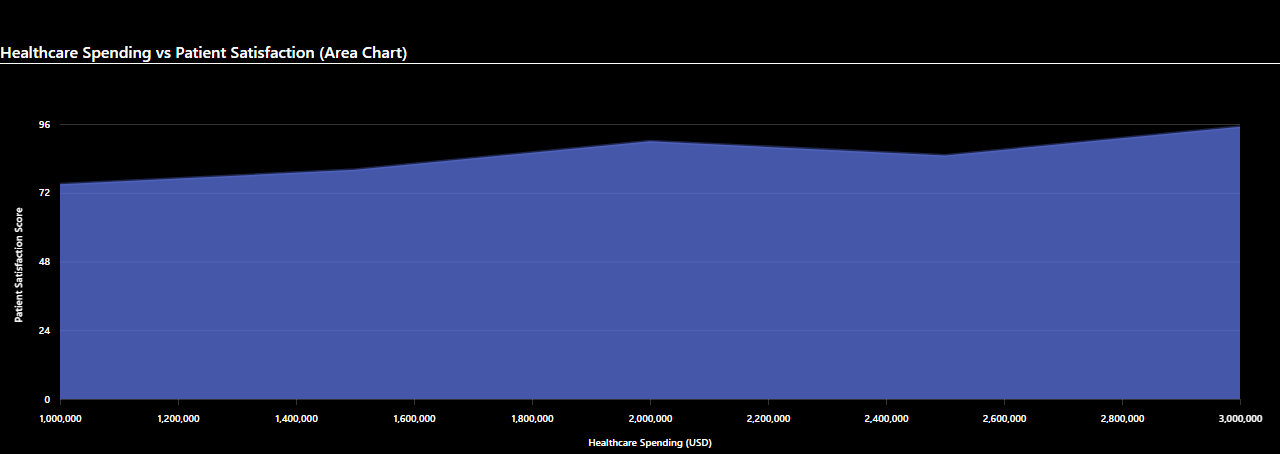 Healthcare Spending vs Patient Satisfaction (Area Chart)
96
72
48
24
0
Patient Satisfaction Score
1,000,000 1,200,000 1,400,000 1,600,000 1,800,000 2,000,000 2,200,000 2,400,000 2,600,000 2,800,000 3,000,000
Healthcare Spending (USD)